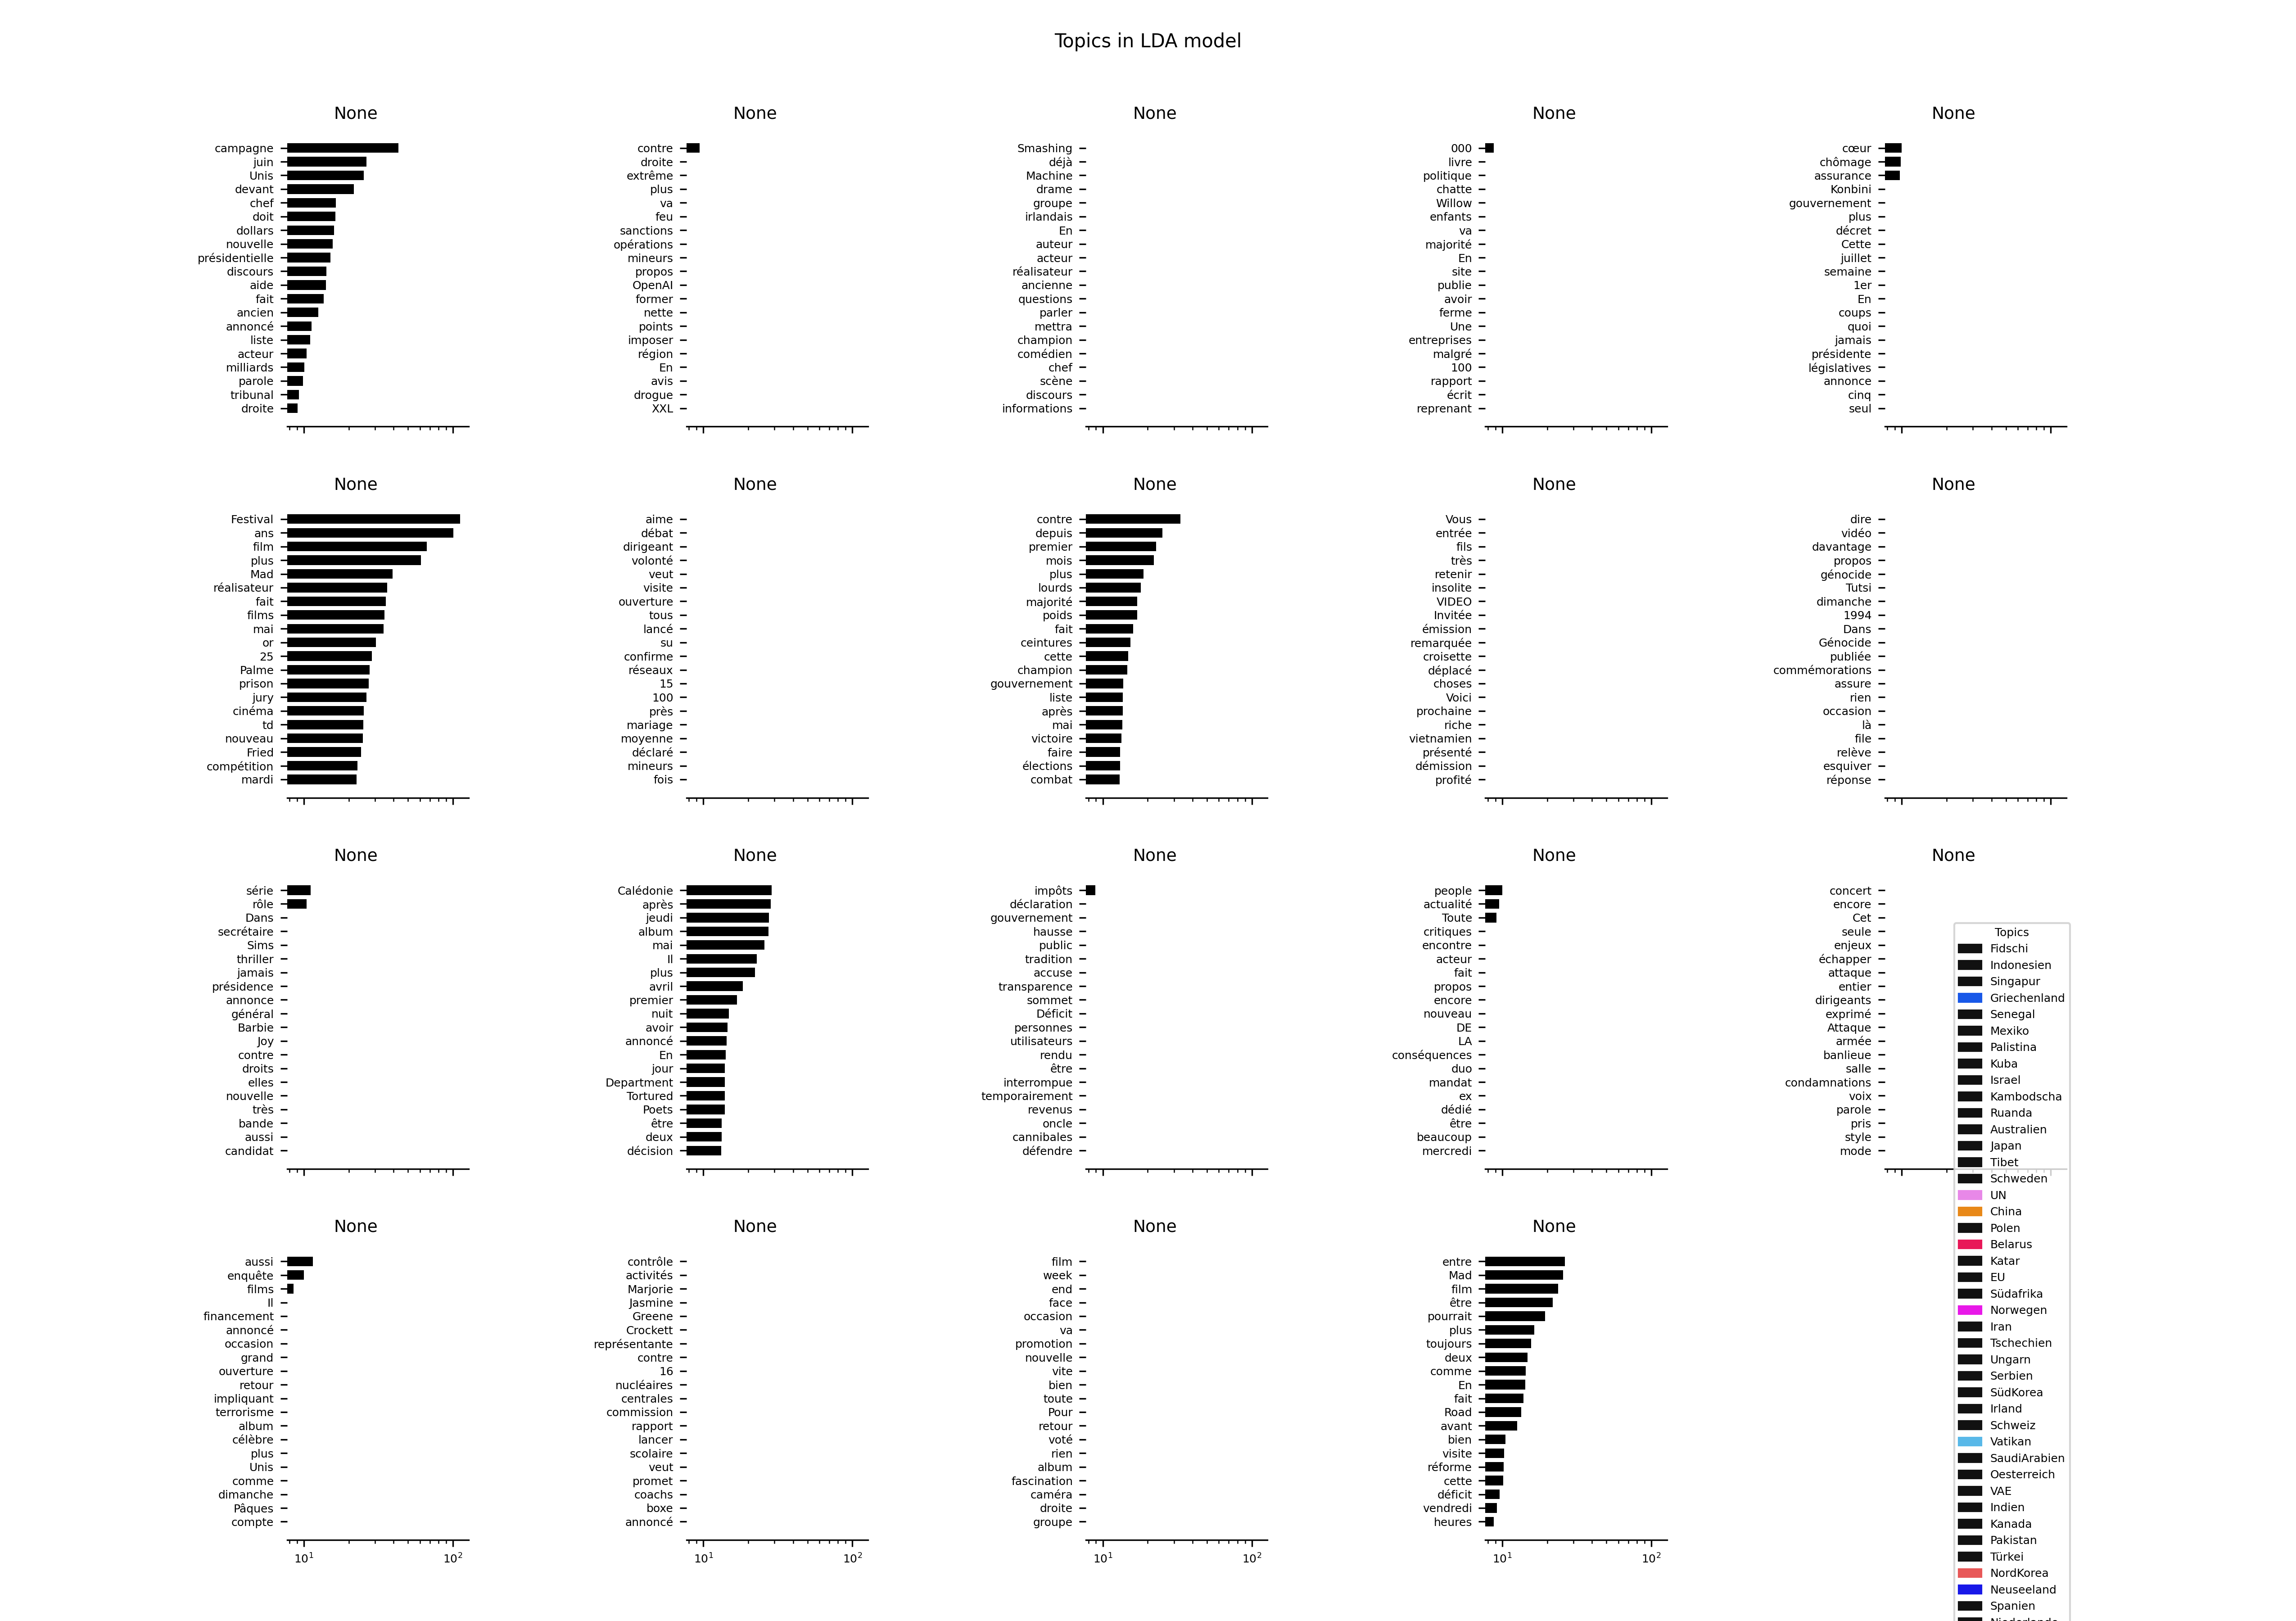 Topics in LDA model
None
campagne
juin
Unis
devant
chef
doit
dollars
nouvelle
présidentielle
discours
aide
fait
ancien
annoncé
liste
acteur
milliards
parole
tribunal
droite
None
contre
droite
extrême
plus
va
feu
sanctions
opérations
mineurs
propos
OpenAI
former
nette
points
imposer
région
En
avis
drogue
XXL
None
Smashing
déjà
Machine
drame
groupe
irlandais
En
auteur
acteur
réalisateur
ancienne
questions
parler
mettra
champion
comédien
chef
scène
discours
informations
None
000
livre
politique
chatte
Willow
enfants
va
majorité
En
site
publie
avoir
ferme
Une
entreprises
malgré
100
rapport
écrit
reprenant
None
cœur
chômage
assurance
Konbini
gouvernement
plus
décret
Cette
juillet
semaine
1er
En
coups
quoi
jamais
présidente
législatives
annonce
cinq
seul
None
Festival
ans
film
plus
Mad
réalisateur
fait
films
mai
or
25
Palme
prison
jury
cinéma
td
nouveau
Fried
compétition
mardi
None
aime
débat
dirigeant
volonté
veut
visite
ouverture
tous
lancé
su
confirme
réseaux
15
100
près
mariage
moyenne
déclaré
mineurs
fois
None
contre
depuis
premier
mois
plus
lourds
majorité
poids
fait
ceintures
cette
champion
gouvernement
liste
après
mai
victoire
faire
élections
combat
None
Vous
entrée
fils
très
retenir
insolite
VIDEO
Invitée
émission
remarquée
croisette
déplacé
choses
Voici
prochaine
riche
vietnamien
présenté
démission
profité
None
dire
vidéo
davantage
propos
génocide
Tutsi
dimanche
1994
Dans
Génocide
publiée
commémorations
assure
rien
occasion
là
file
relève
esquiver
réponse
None
série
rôle
Dans
secrétaire
Sims
thriller
jamais
présidence
annonce
général
Barbie
Joy
contre
droits
elles
nouvelle
très
bande
aussi
candidat
None
Calédonie
après
jeudi
album
mai
Il
plus
avril
premier
nuit
avoir
annoncé
En
jour
Department
Tortured
Poets
être
deux
décision
None
impôts
déclaration
gouvernement
hausse
public
tradition
accuse
transparence
sommet
Déficit
personnes
utilisateurs
rendu
être
interrompue
temporairement
revenus
oncle
cannibales
défendre
None
people
actualité
Toute
critiques
encontre
acteur
fait
propos
encore
nouveau
DE
LA
conséquences
duo
mandat
ex
dédié
être
beaucoup
mercredi
None
concert
encore
Cet
seule
enjeux
échapper
attaque
entier
dirigeants
exprimé
Attaque
armée
banlieue
salle
condamnations
voix
parole
pris
style
mode
None
aussi
enquête
films
Il
financement
annoncé
occasion
grand
ouverture
retour
impliquant
terrorisme
album
célèbre
plus
Unis
comme
dimanche
Pâques
compte
10¹ 10²
None
contrôle
activités
Marjorie
Jasmine
Greene
Crockett
représentante
contre
16
nucléaires
centrales
commission
rapport
lancer
scolaire
veut
promet
coachs
boxe
annoncé
10¹ 10²
None
film
week
end
face
occasion
va
promotion
nouvelle
vite
bien
toute
Pour
retour
voté
rien
album
fascination
caméra
droite
groupe
10¹ 10²
None
entre
Mad
film
être
pourrait
plus
toujours
deux
comme
En
fait
Road
avant
bien
visite
réforme
cette
déficit
vendredi
heures
10¹ 10²
Topics
Fidschi
Indonesien
Singapur
Griechenland
Senegal
Mexiko
Palistina
Kuba
Israel
Kambodscha
Ruanda
Australien
Japan
Tibet
Schweden
UN
China
Polen
Belarus
Katar
EU
Südafrika
Norwegen
Iran
Tschechien
Ungarn
Serbien
SüdKorea
Irland
Schweiz
Vatikan
SaudiArabien
Oesterreich
VAE
Indien
Kanada
Pakistan
Türkei
NordKorea
Neuseeland
Spanien